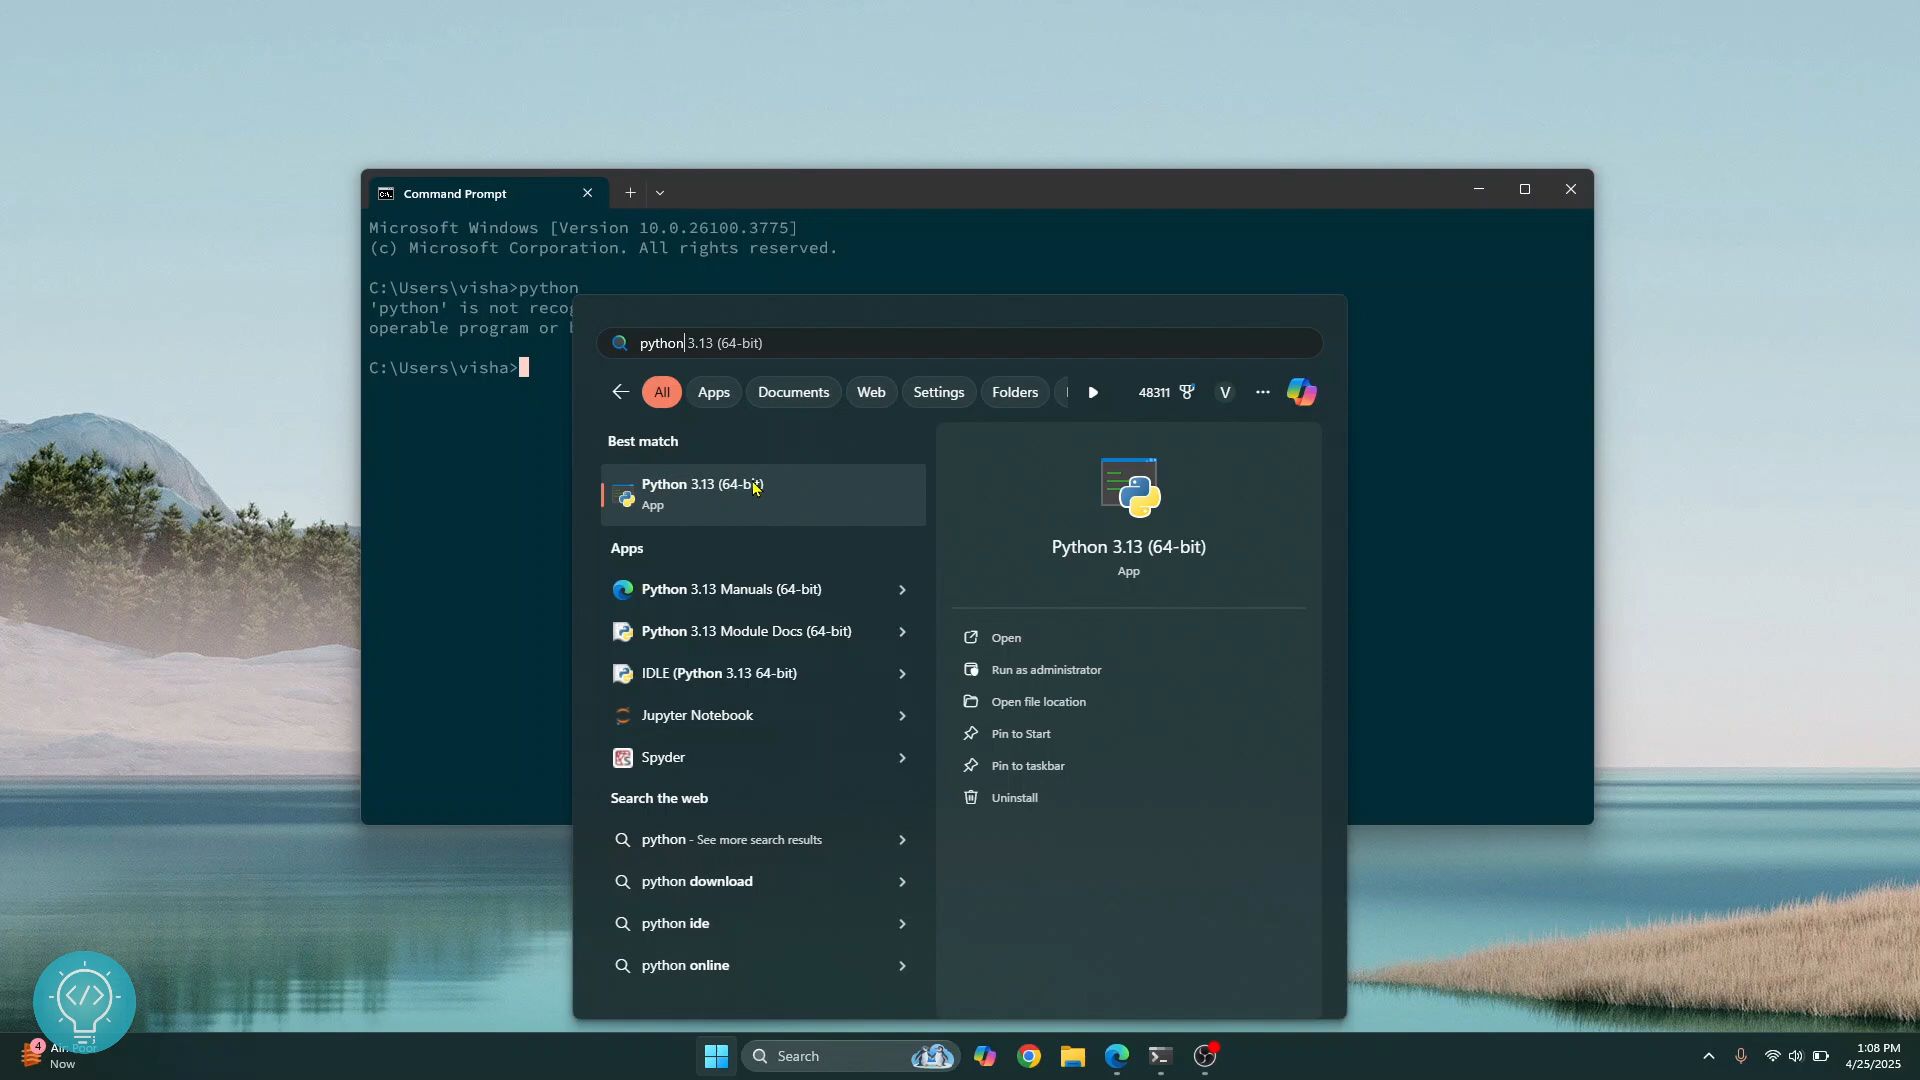 Command Prompt
Microsoft Windows [Version 10.0.26100.3775]
(c) Microsoft Corporation. All rights reserved.
C:\Users\visha>python
'python' is not recog
operable program or b
C:\Users\visha>
python 3.13 (64-bit)
All
Apps
Documents
Web
Settings
Folders
48311
V
Best match
Python 3.13 (64-bit)
App
Apps
Python 3.13 Manuals (64-bit)
Python 3.13 Module Docs (64-bit)
IDLE (Python 3.13 64-bit)
Jupyter Notebook
Spyder
Search the web
python - See more search results
python download
python ide
python online
Python 3.13 (64-bit)
App
Open
Run as administrator
Open file location
Pin to Start
Pin to taskbar
Uninstall
</>
4
Air: Poor
Now
Search
1:08 PM
4/25/2025